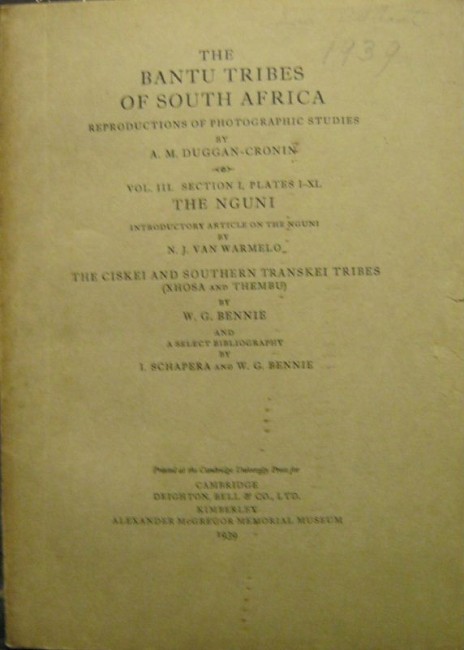 1939
THE
BANTU TRIBES
OF SOUTH AFRICA
REPRODUCTIONS OF PHOTOGRAPHIC STUDIES
BY
A. M. DUGGAN-CRONIN
VOL. III. SECTION I, PLATES I-XL
THE NGUNI
INTRODUCTORY ARTICLE ON THE NGUNI
BY
N. J. VAN WARMELO
THE CISKEI AND SOUTHERN TRANSKEI TRIBES
(XHOSA AND THEMBU)
BY
W. G. BENNIE
AND
A SELECT BIBLIOGRAPHY
BY
I. SCHAPERA AND W. G. BENNIE
Printed at the Cambridge University Press for
CAMBRIDGE
DEIGHTON, BELL & CO., LTD.
KIMBERLEY
ALEXANDER McGREGOR MEMORIAL MUSEUM
1939